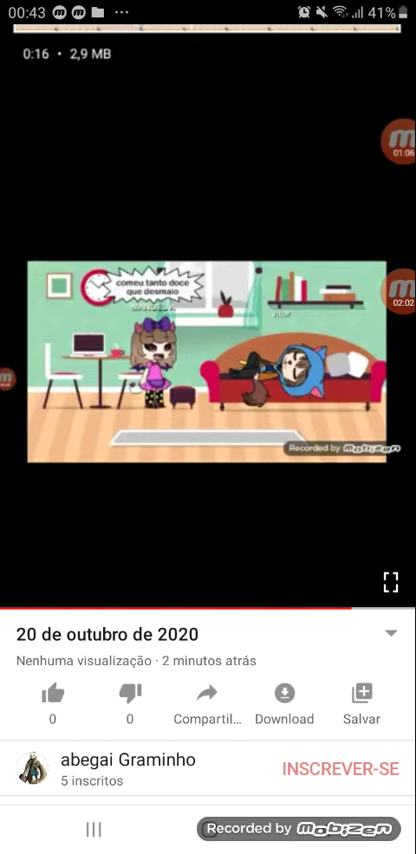 00:43
41%
0:16 • 2,9 MB
01:06
02:02
comeu tanto doce
que desmaio
vitor
Recorded by mobizen
20 de outubro de 2020
Nenhuma visualização · 2 minutos atrás
0 0 Compartil... Download Salvar
abegai Graminho
5 inscritos
INSCREVER-SE
Recorded by mobizen